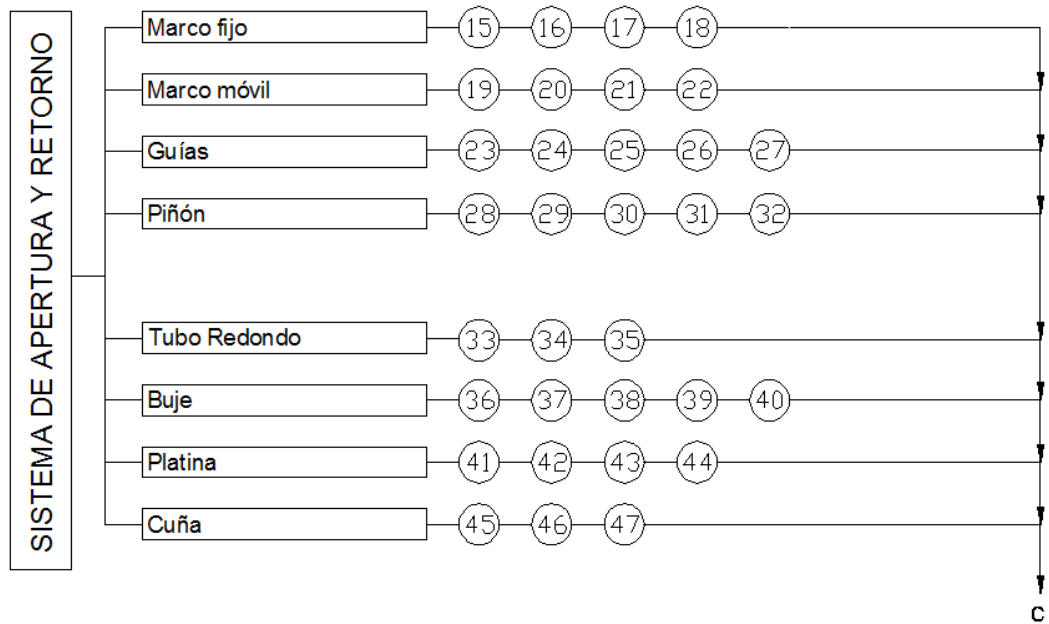 SISTEMA DE APERTURA Y RETORNO
Marco fijo 15 16 17 18
Marco móvil 19 20 21 22
Guías 23 24 25 26 27
Piñón 28 29 30 31 32
Tubo Redondo 33 34 35
Buje 36 37 38 39 40
Platina 41 42 43 44
Cuña 45 46 47
C